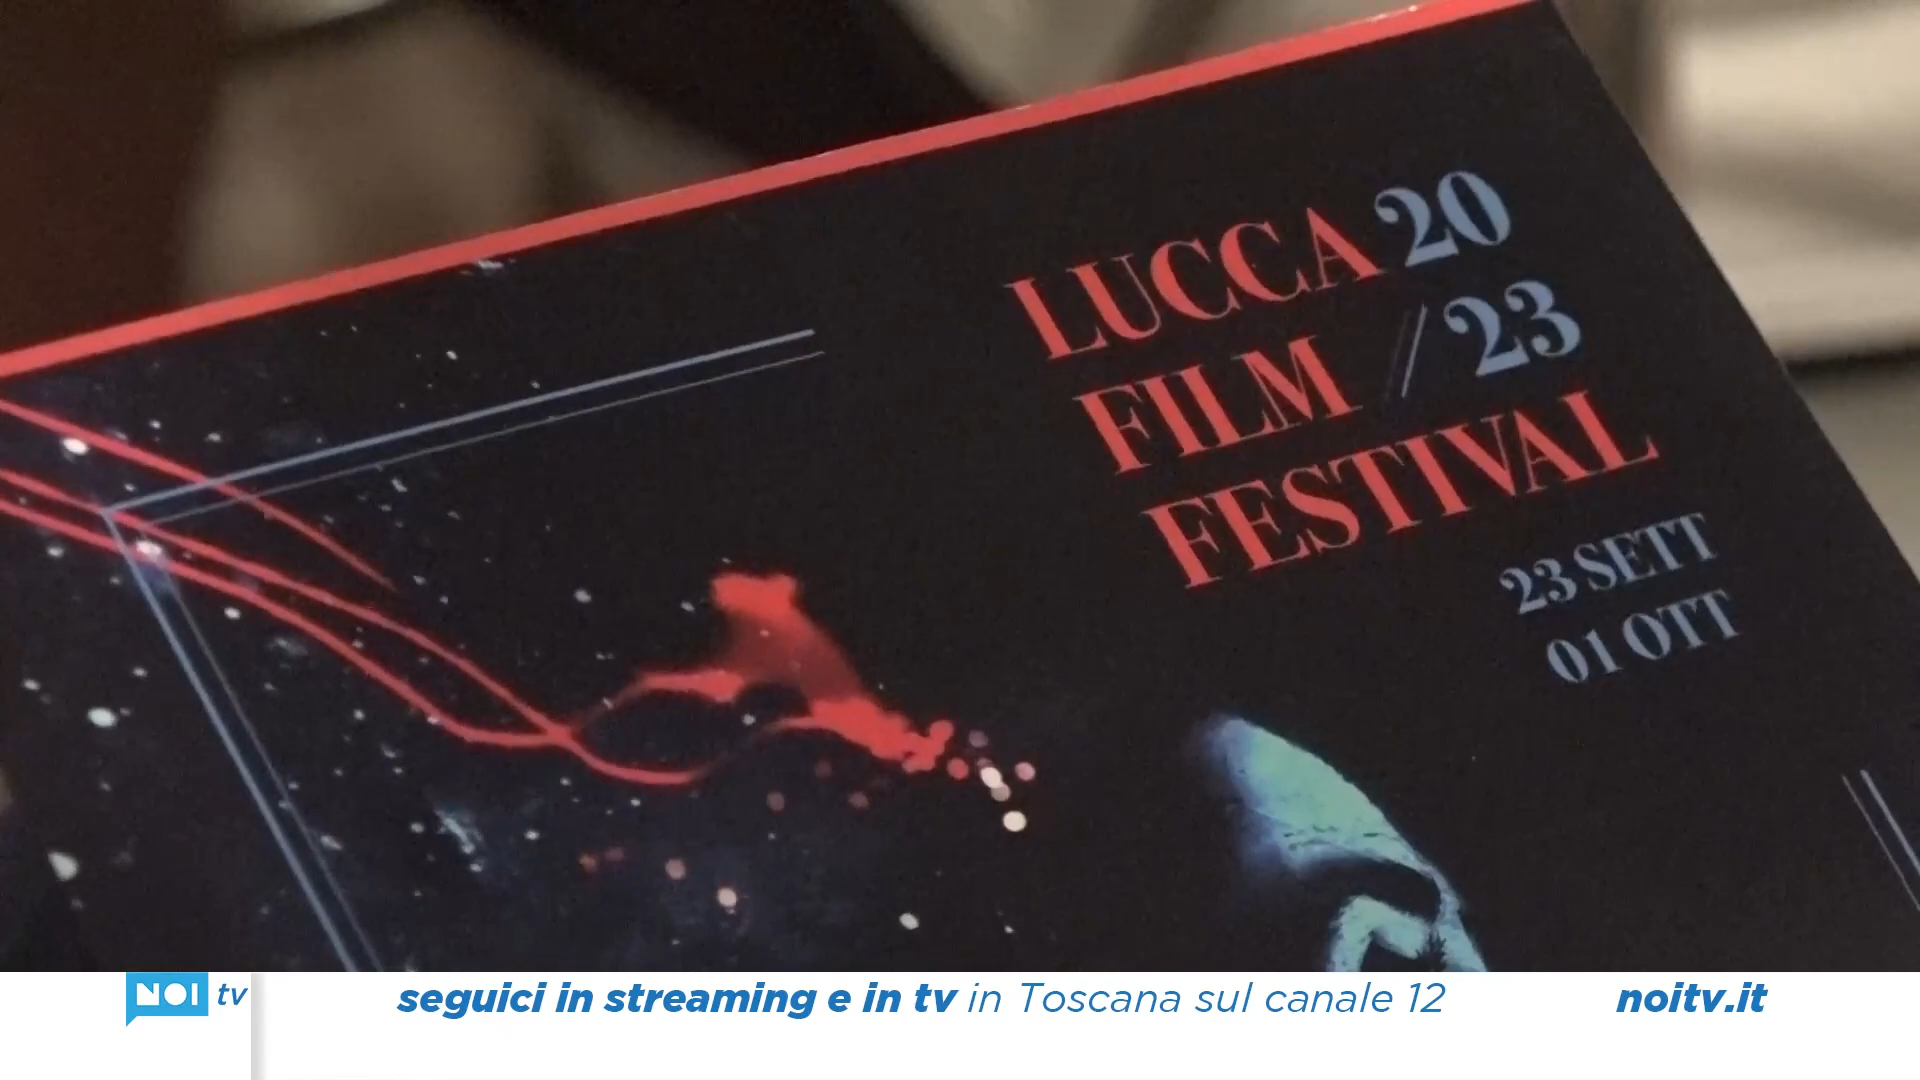 LUCCA 20
FILM / 23
FESTIVAL
23 SETT
01 OTT
NOI tv
seguici in streaming e in tv in Toscana sul canale 12
noitv.it